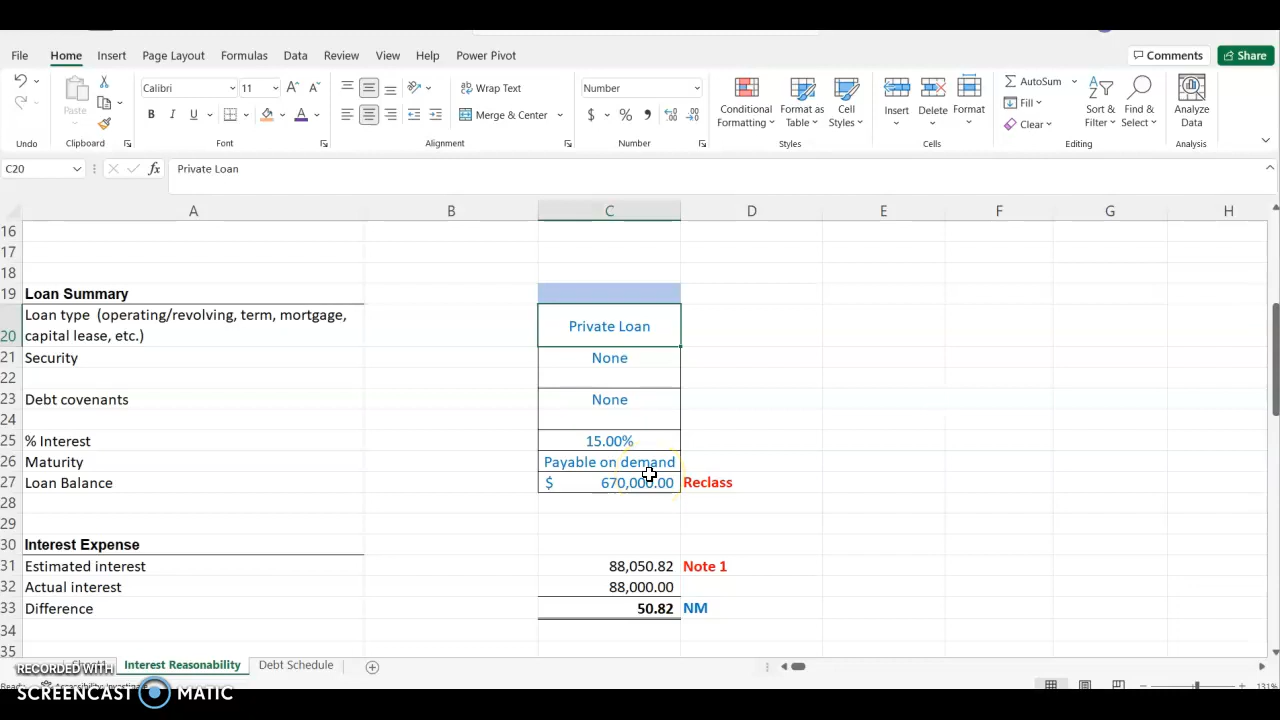 File Home Insert Page Layout Formulas Data Review View Help Power Pivot Comments Share
Calibri 11 Wrap Text Number
Paste B I U Merge & Center $ % Conditional Formatting Format as Table Cell Styles Insert Delete Format AutoSum Fill Clear Sort & Filter Find & Select Analyze Data
Undo Clipboard Font Alignment Number Styles Cells Editing Analysis
C20 fx Private Loan
A B C D E F G H
16
17
18
19 Loan Summary
Loan type (operating/revolving, term, mortgage,
20 capital lease, etc.) Private Loan
21 Security None
22
23 Debt covenants None
24
25 % Interest 15.00%
26 Maturity Payable on demand
27 Loan Balance $ 670,000.00 Reclass
28
29
30 Interest Expense
31 Estimated interest 88,050.82 Note 1
32 Actual interest 88,000.00
33 Difference 50.82 NM
34
35
Interest Reasonability Debt Schedule
RECORDED WITH
SCREENCAST MATIC
131%